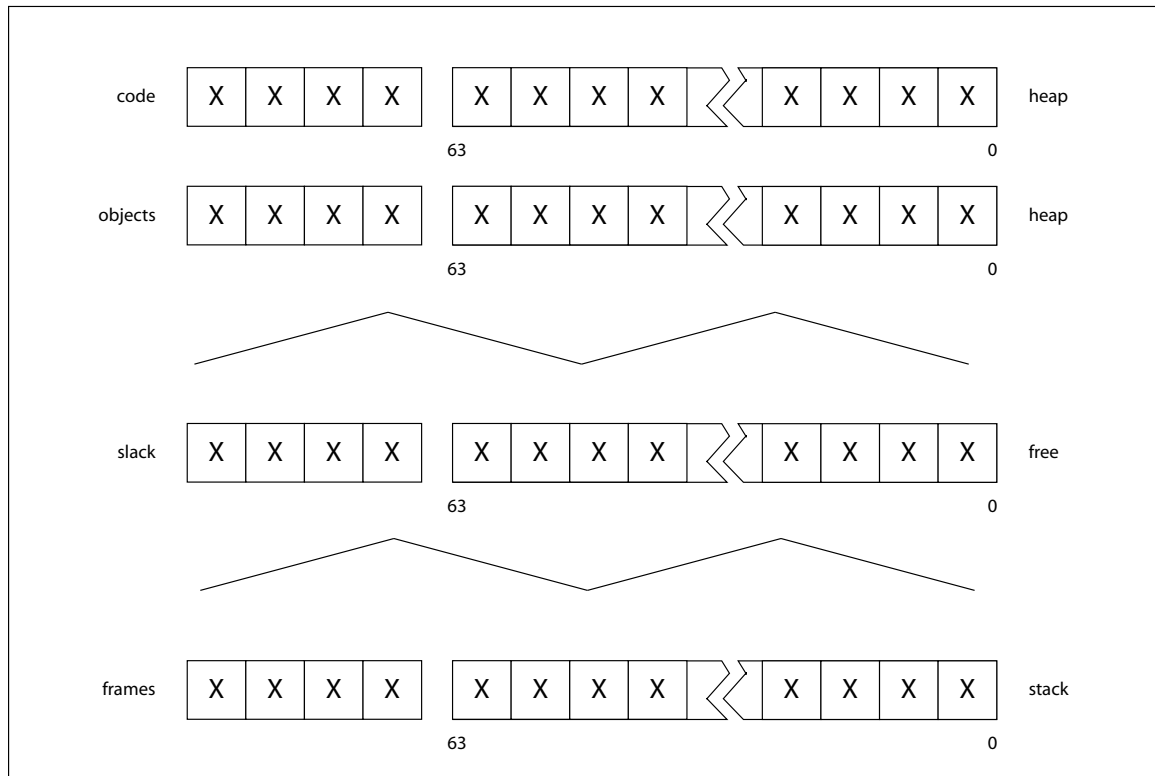 code X X X X X X X X X X X X heap
63 0
objects X X X X X X X X X X X X heap
63 0
slack X X X X X X X X X X X X free
63 0
frames X X X X X X X X X X X X stack
63 0